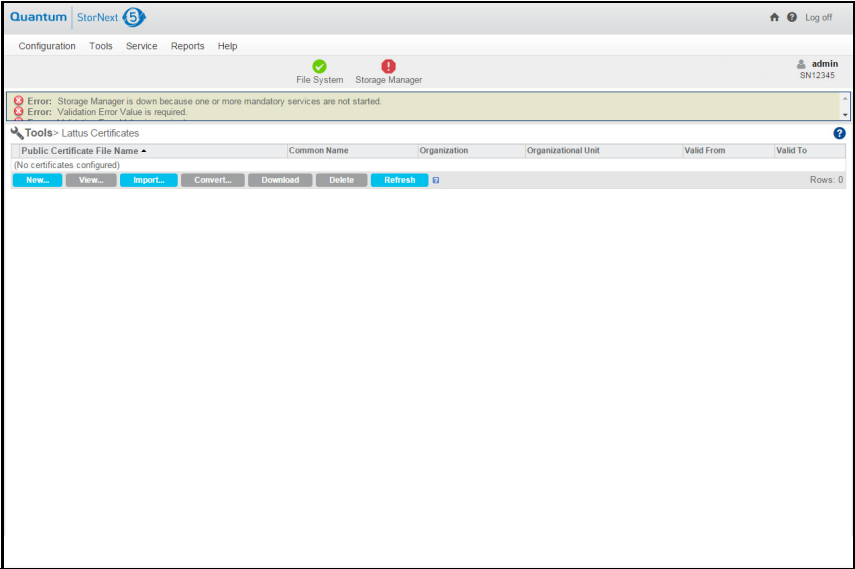 Quantum StorNext 5 Log off
Configuration Tools Service Reports Help
File System Storage Manager
admin
SN12345
Error: Storage Manager is down because one or more mandatory services are not started.
Error: Validation Error Value is required.
Tools> Lattus Certificates
Public Certificate File Name Common Name Organization Organizational Unit Valid From Valid To
(No certificates configured)
New... View... Import... Convert... Download Delete Refresh Rows: 0